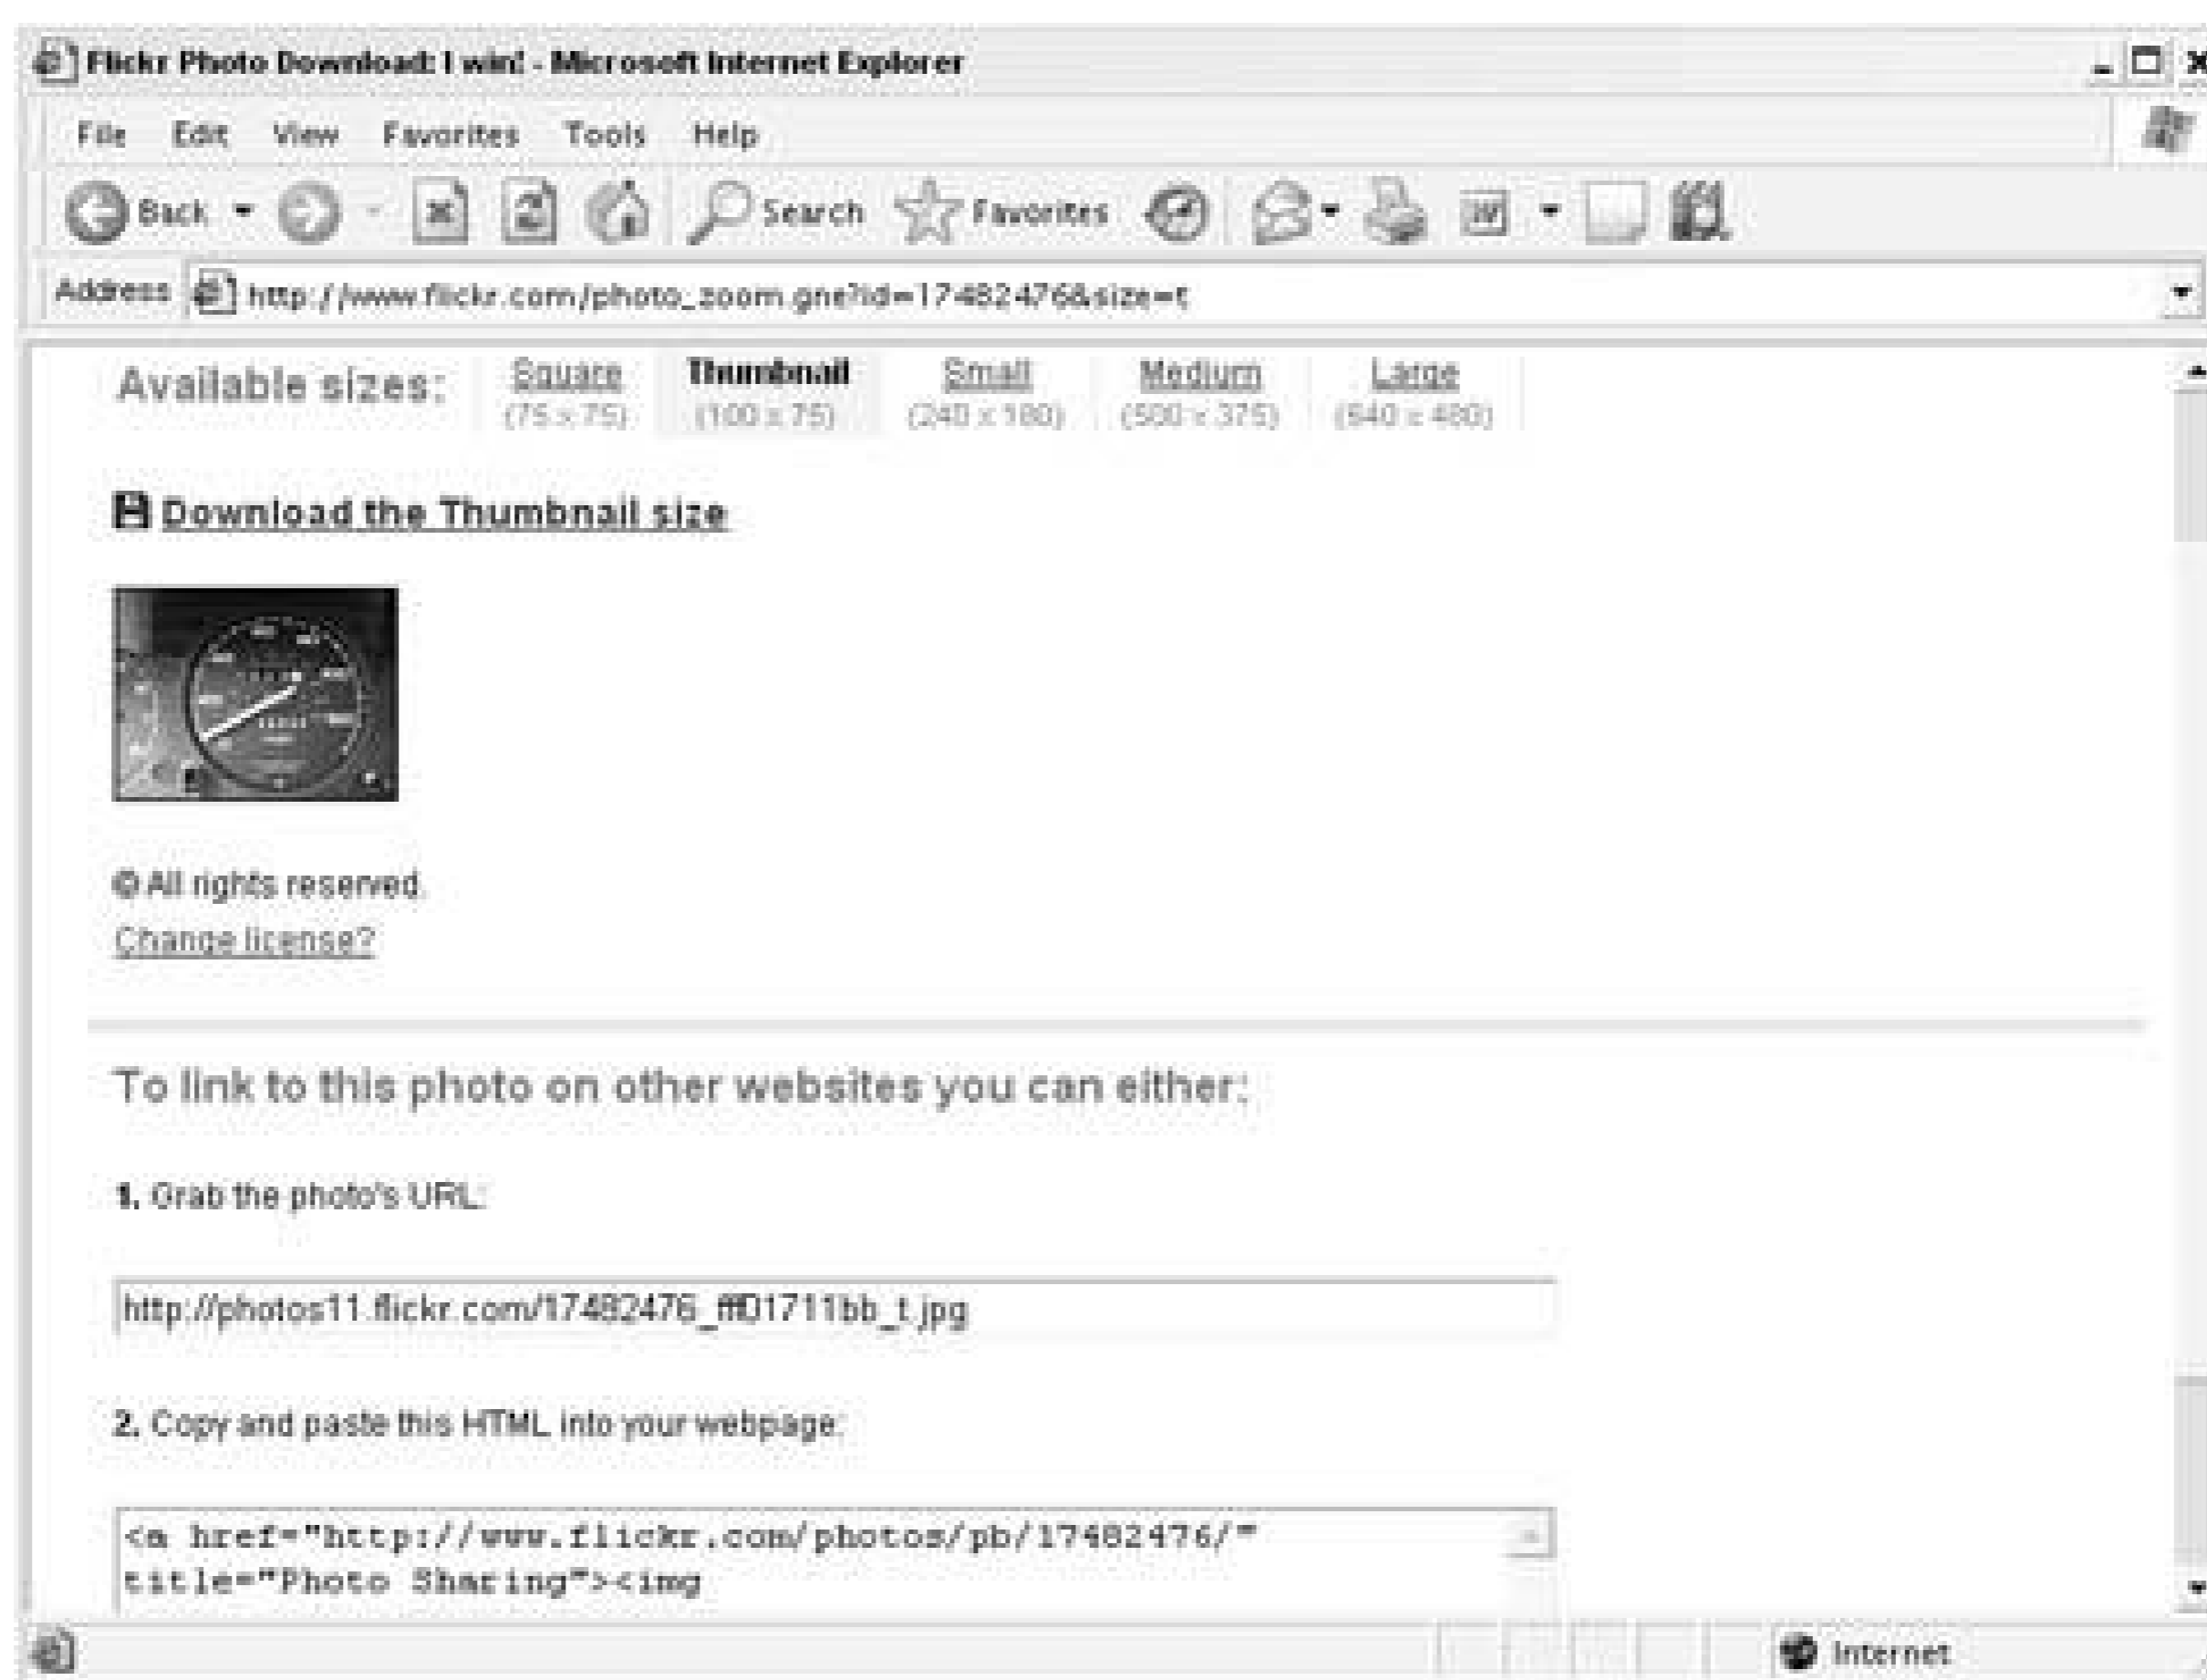 Flickr Photo Download: I win! - Microsoft Internet Explorer
File Edit View Favorites Tools Help
Back Search Favorites
Address http://www.flickr.com/photo_zoom.gne?id=17482476&size=t
Available sizes: Square Thumbnail Small Medium Large
(75 x 75) (100 x 75) (240 x 180) (500 x 375) (640 x 480)
Download the Thumbnail size
© All rights reserved.
Change license?
To link to this photo on other websites you can either:
1. Grab the photo's URL:
http://photos11.flickr.com/17482476_fff01711bb_t.jpg
2. Copy and paste this HTML into your webpage:
<a href="http://www.flickr.com/photos/pb/17482476/"
title="Photo Sharing"><img
Internet